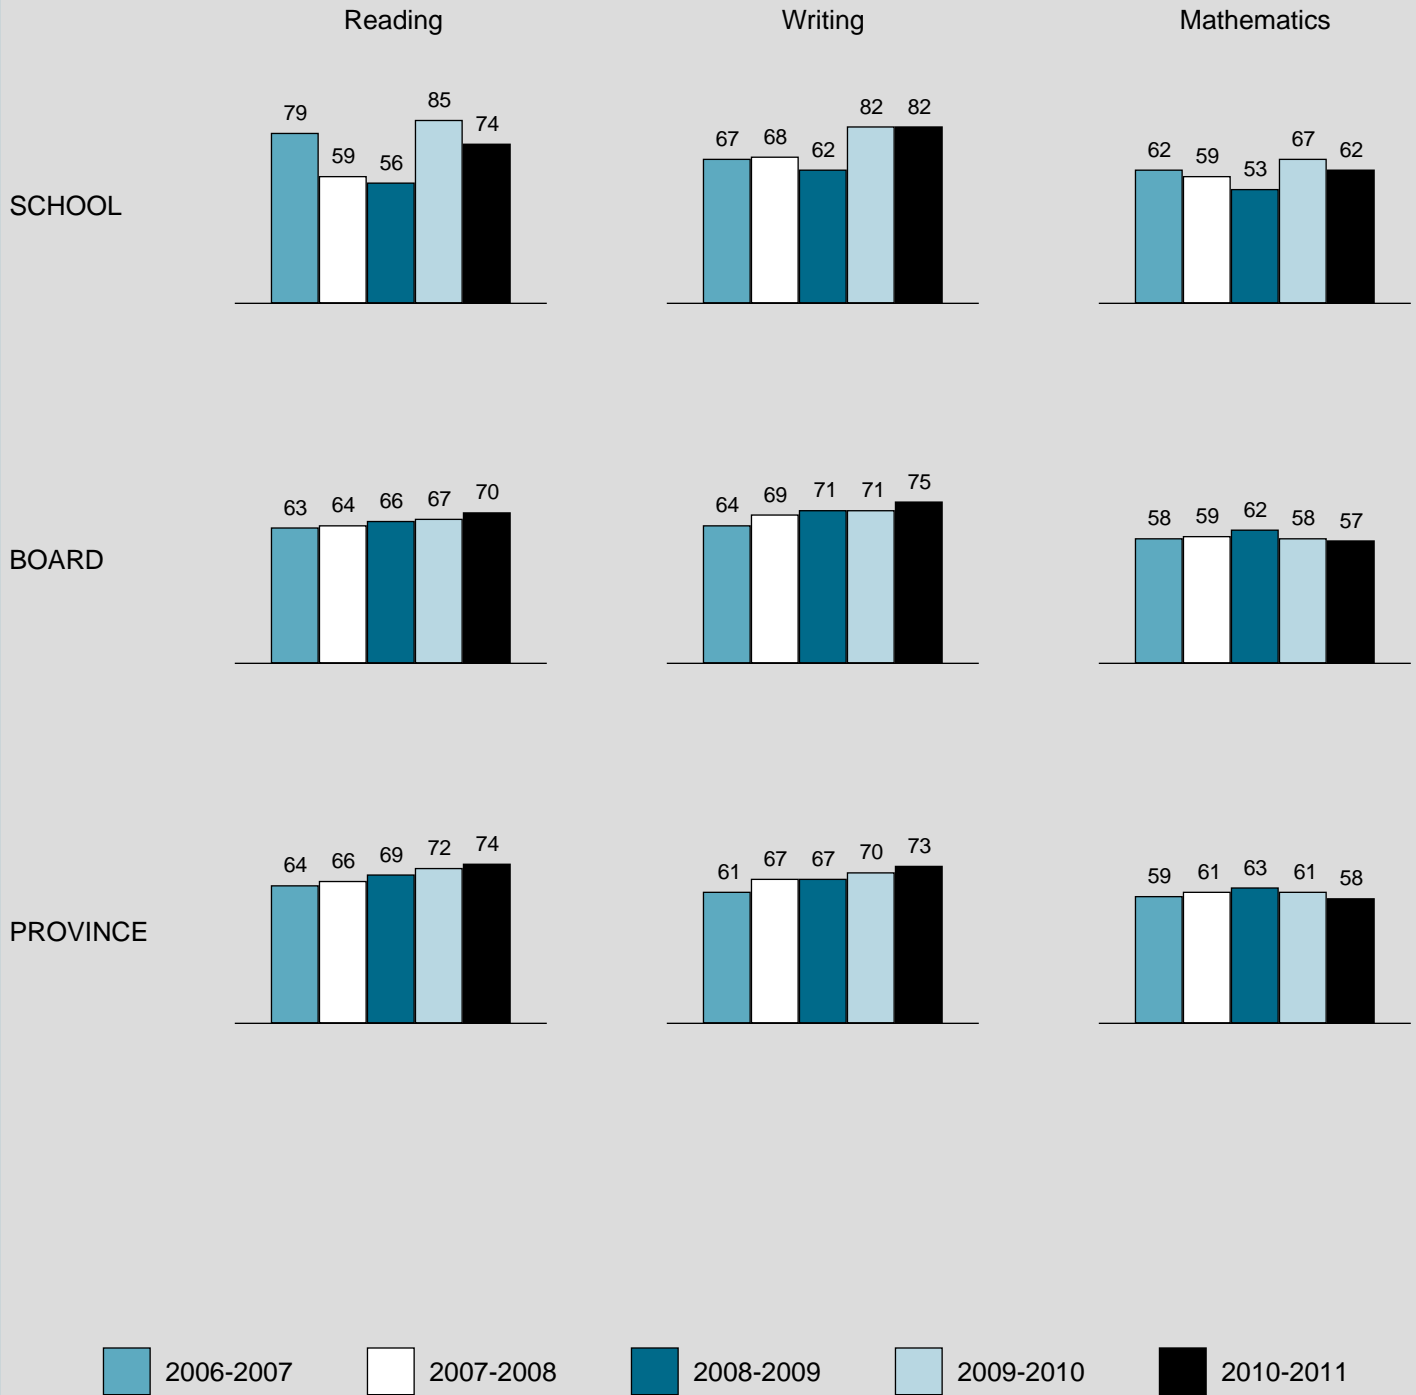 Reading Writing Mathematics
SCHOOL
79 59 56 85 74
67 68 62 82 82
62 59 53 67 62
BOARD
63 64 66 67 70
64 69 71 71 75
58 59 62 58 57
PROVINCE
64 66 69 72 74
61 67 67 70 73
59 61 63 61 58
2006-2007 2007-2008 2008-2009 2009-2010 2010-2011